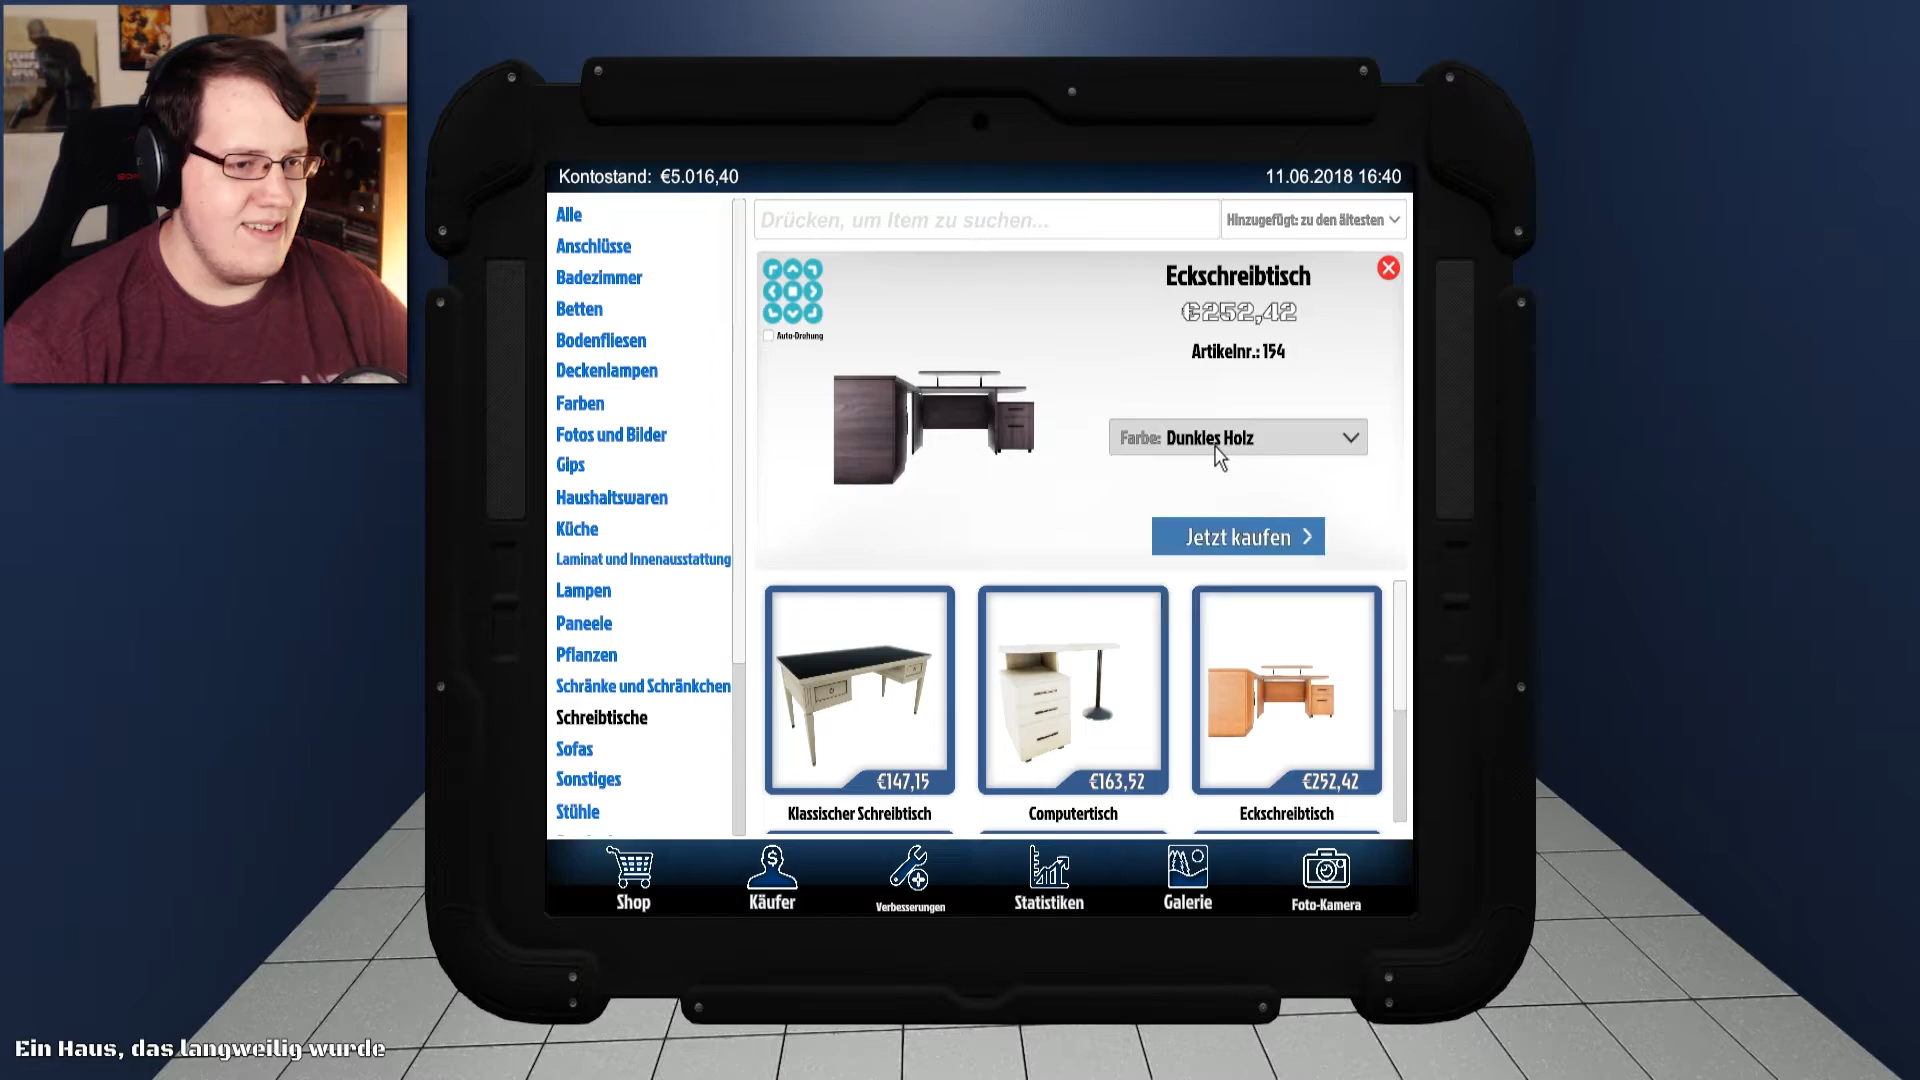 Kontostand: €5.016,40
11.06.2018 16:40
Alle
Anschlüsse
Badezimmer
Betten
Bodenfliesen
Deckenlampen
Farben
Fotos und Bilder
Gips
Haushaltswaren
Küche
Laminat und Innenausstattung
Lampen
Paneele
Pflanzen
Schränke und Schränkchen
Schreibtische
Sofas
Sonstiges
Stühle
Drücken, um Item zu suchen...
Hinzugefügt: zu den ältesten
Auto-Drehung
Eckschreibtisch
€252,42
Artikelnr.: 154
Farbe: Dunkles Holz
Jetzt kaufen
€147,15
€163,52
€252,42
Klassischer Schreibtisch
Computertisch
Eckschreibtisch
Shop
Käufer
Verbesserungen
Statistiken
Galerie
Foto-Kamera
Ein Haus, das langweilig wurde